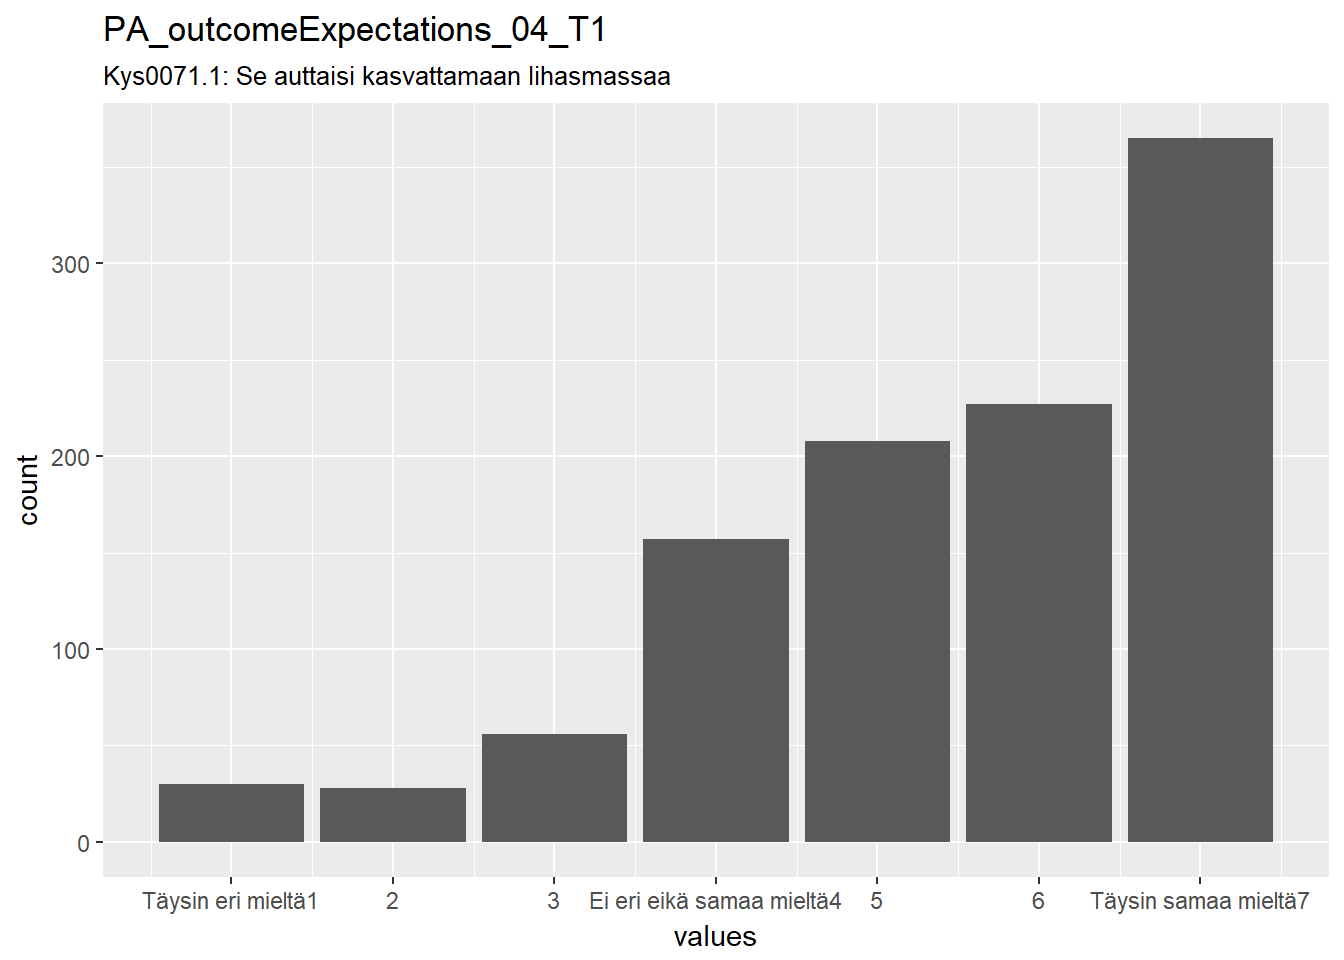 PA_outcomeExpectations_04_T1
Kys0071.1: Se auttaisi kasvattamaan lihasmassaa
count
300
200
100
0
Täysin eri mieltä1 2 3 Ei eri eikä samaa mieltä4 5 6 Täysin samaa mieltä7
values